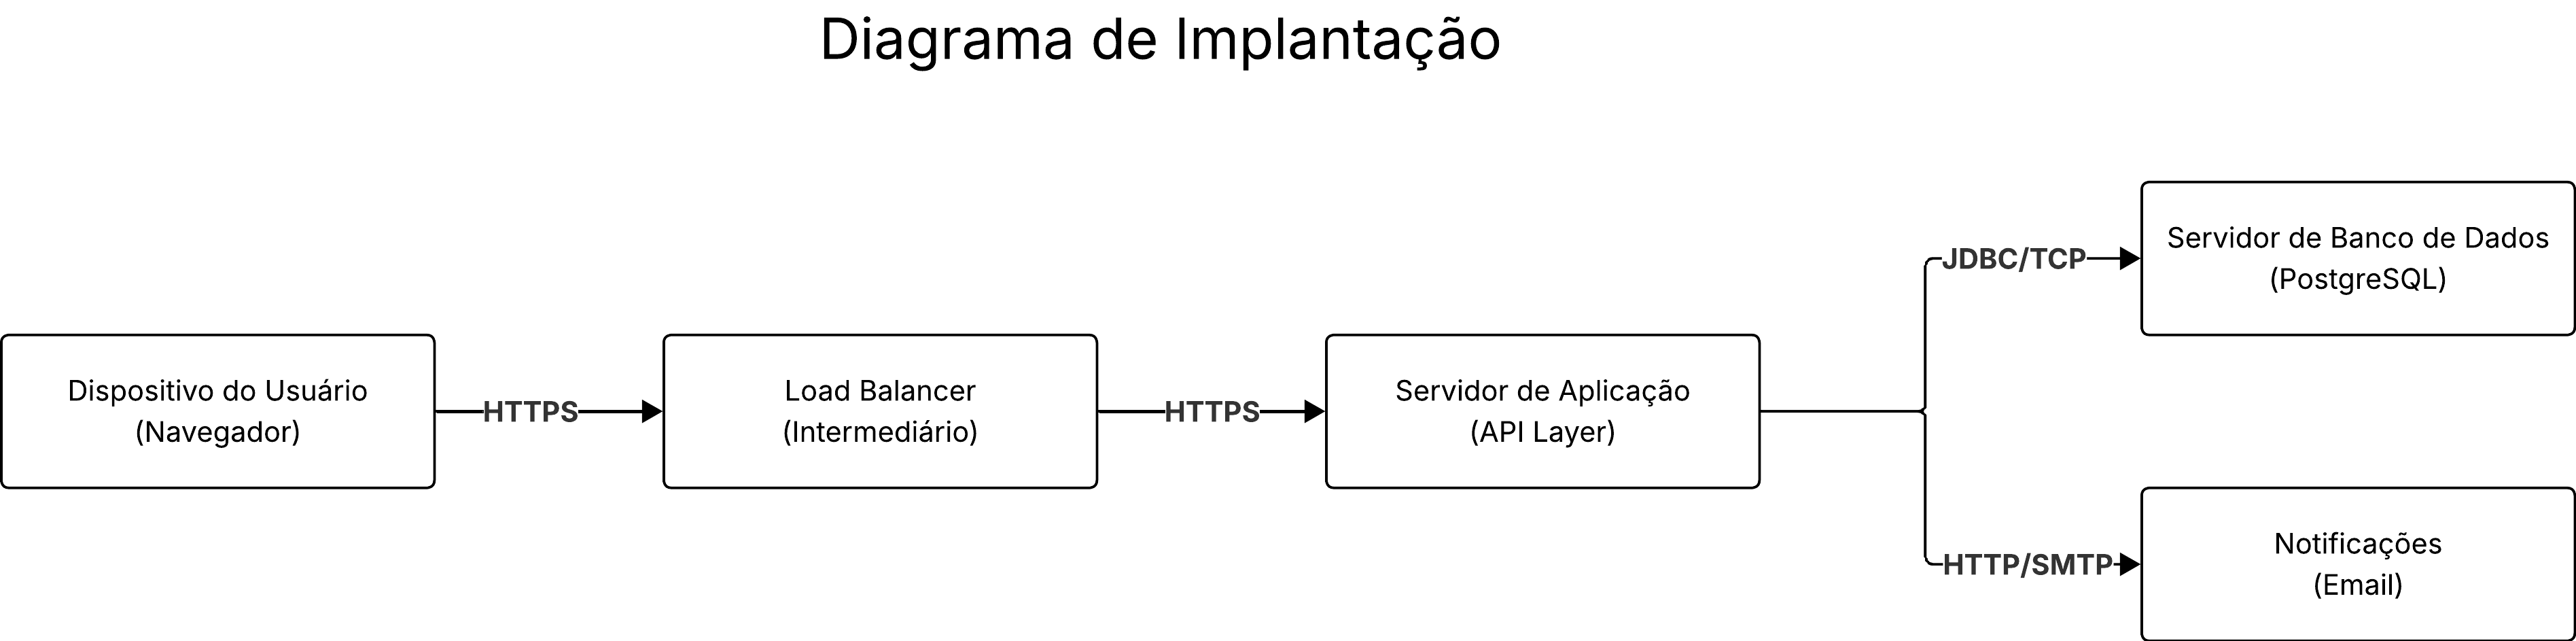 Diagrama de Implantação
Dispositivo do Usuário
(Navegador)
HTTPS
Load Balancer
(Intermediário)
HTTPS
Servidor de Aplicação
(API Layer)
JDBC/TCP
Servidor de Banco de Dados
(PostgreSQL)
HTTP/SMTP
Notificações
(Email)